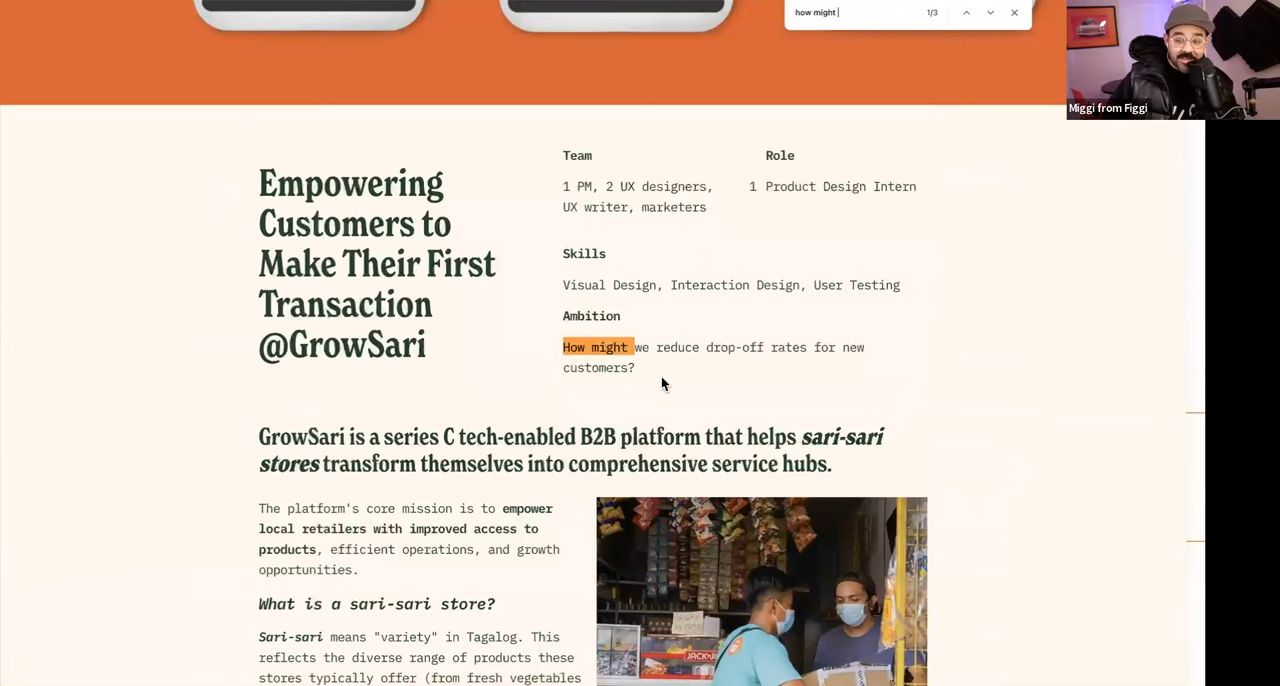 how might
1/3
Miggi from Figgi
Empowering
Customers to
Make Their First
Transaction
@GrowSari
Team
1 PM, 2 UX designers, 1
UX writer, marketers
Role
Product Design Intern
Skills
Visual Design, Interaction Design, User Testing
Ambition
How might we reduce drop-off rates for new
customers?
GrowSari is a series C tech-enabled B2B platform that helps sari-sari
stores transform themselves into comprehensive service hubs.
The platform's core mission is to empower
local retailers with improved access to
products, efficient operations, and growth
opportunities.
What is a sari-sari store?
Sari-sari means "variety" in Tagalog. This
reflects the diverse range of products these
stores typically offer (from fresh vegetables